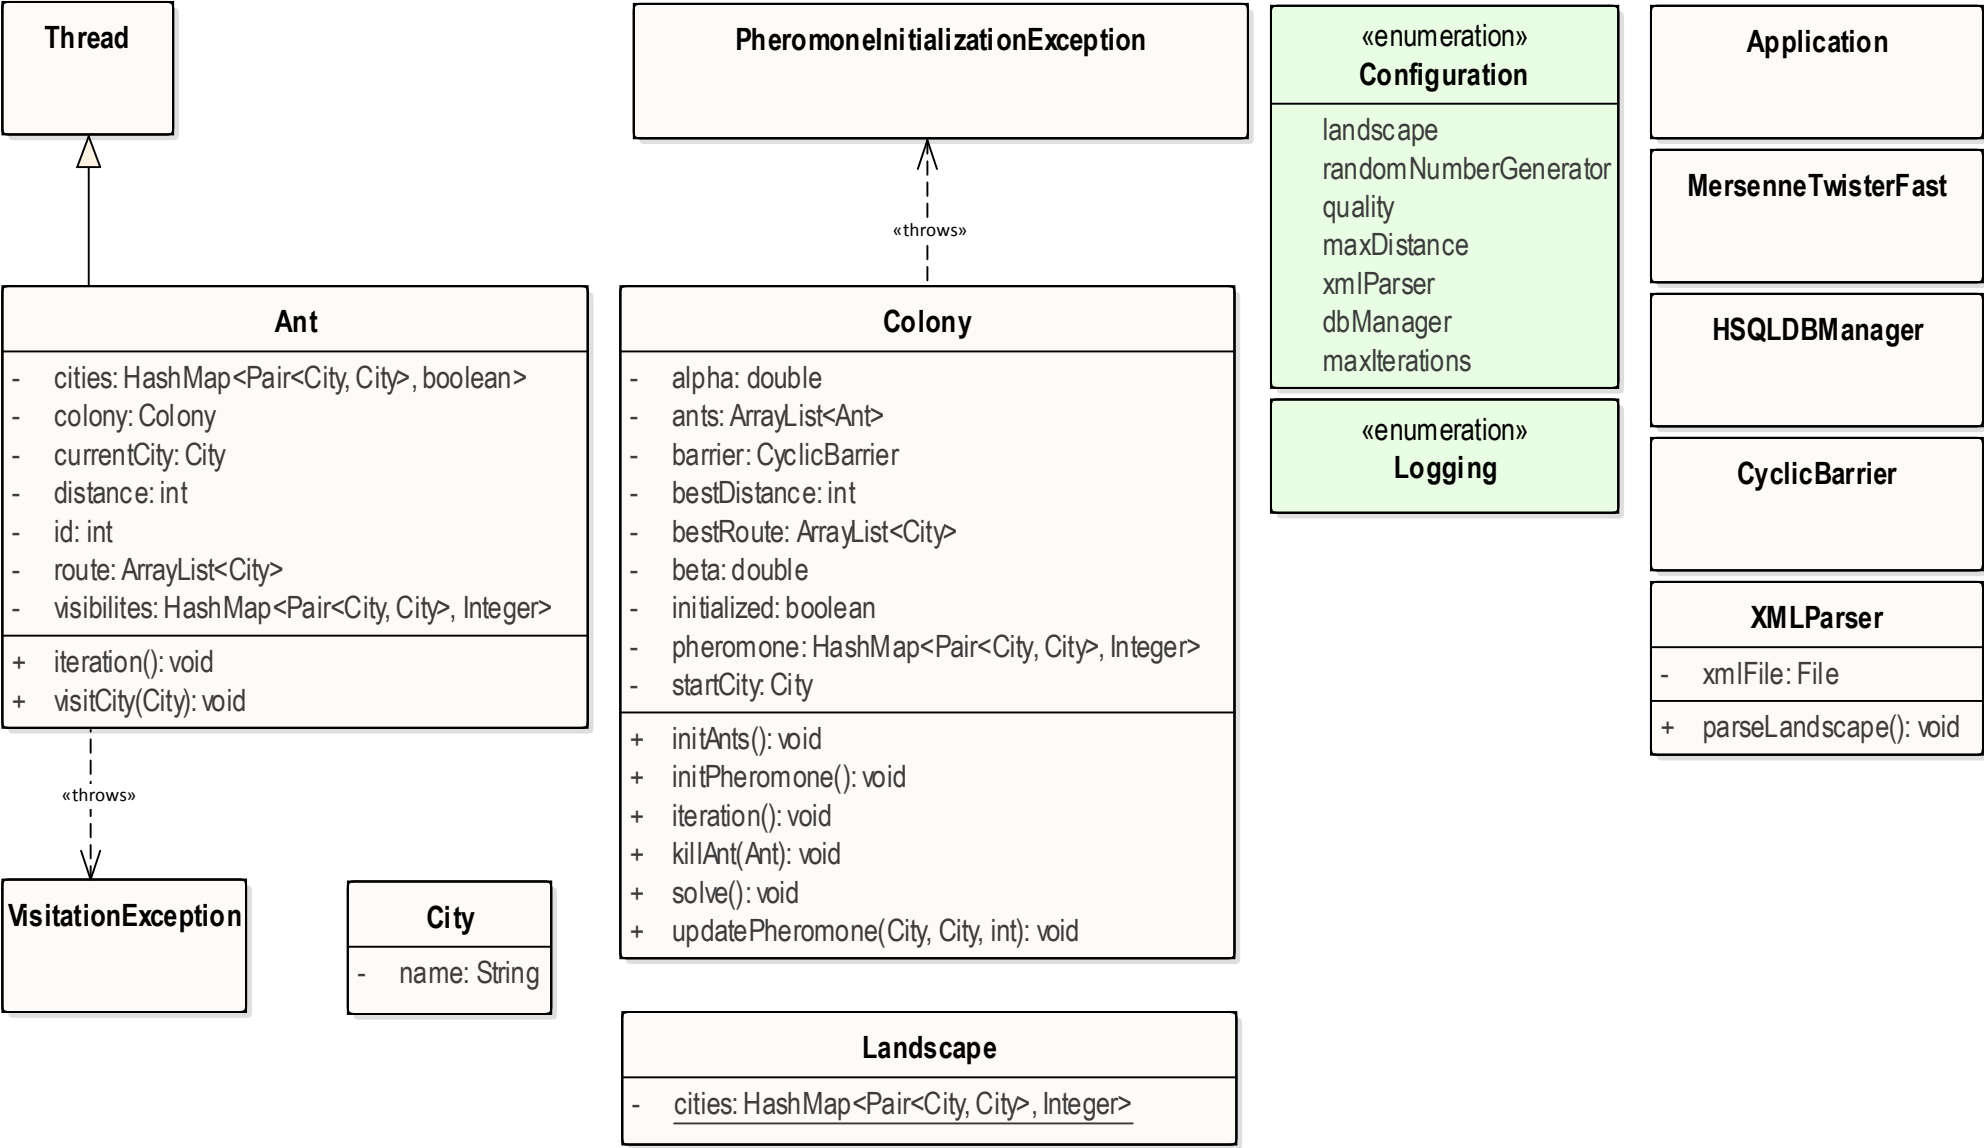 Thread
PheromoneInitializationException
«enumeration»
Configuration
landscape
randomNumberGenerator
quality
maxDistance
xmlParser
dbManager
maxIterations
«enumeration»
Logging
Application
MersenneTwisterFast
HSQLDBManager
CyclicBarrier
XMLParser
- xmlFile: File
+ parseLandscape(): void
«throws»
Ant
- cities: HashMap<Pair<City, City>, boolean>
- colony: Colony
- currentCity: City
- distance: int
- id: int
- route: ArrayList<City>
- visibilites: HashMap<Pair<City, City>, Integer>
+ iteration(): void
+ visitCity(City): void
Colony
- alpha: double
- ants: ArrayList<Ant>
- barrier: CyclicBarrier
- bestDistance: int
- bestRoute: ArrayList<City>
- beta: double
- initialized: boolean
- pheromone: HashMap<Pair<City, City>, Integer>
- startCity: City
+ initAnts(): void
+ initPheromone(): void
+ iteration(): void
+ killAnt(Ant): void
+ solve(): void
+ updatePheromone(City, City, int): void
«throws»
VisitationException
City
- name: String
Landscape
- cities: HashMap<Pair<City, City>, Integer>